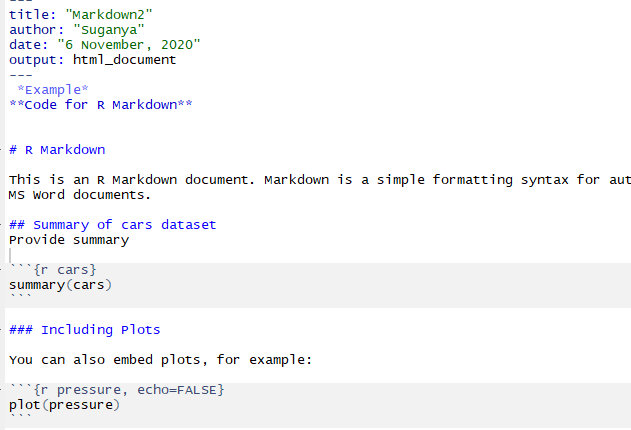 ---
title: "Markdown2"
author: "Suganya"
date: "6 November, 2020"
output: html_document
---
*Example*
**Code for R Markdown**
# R Markdown
This is an R Markdown document. Markdown is a simple formatting syntax for aut
MS Word documents.
## Summary of cars dataset
Provide summary
```{r cars}
summary(cars)
```
### Including Plots
You can also embed plots, for example:
```{r pressure, echo=FALSE}
plot(pressure)
```